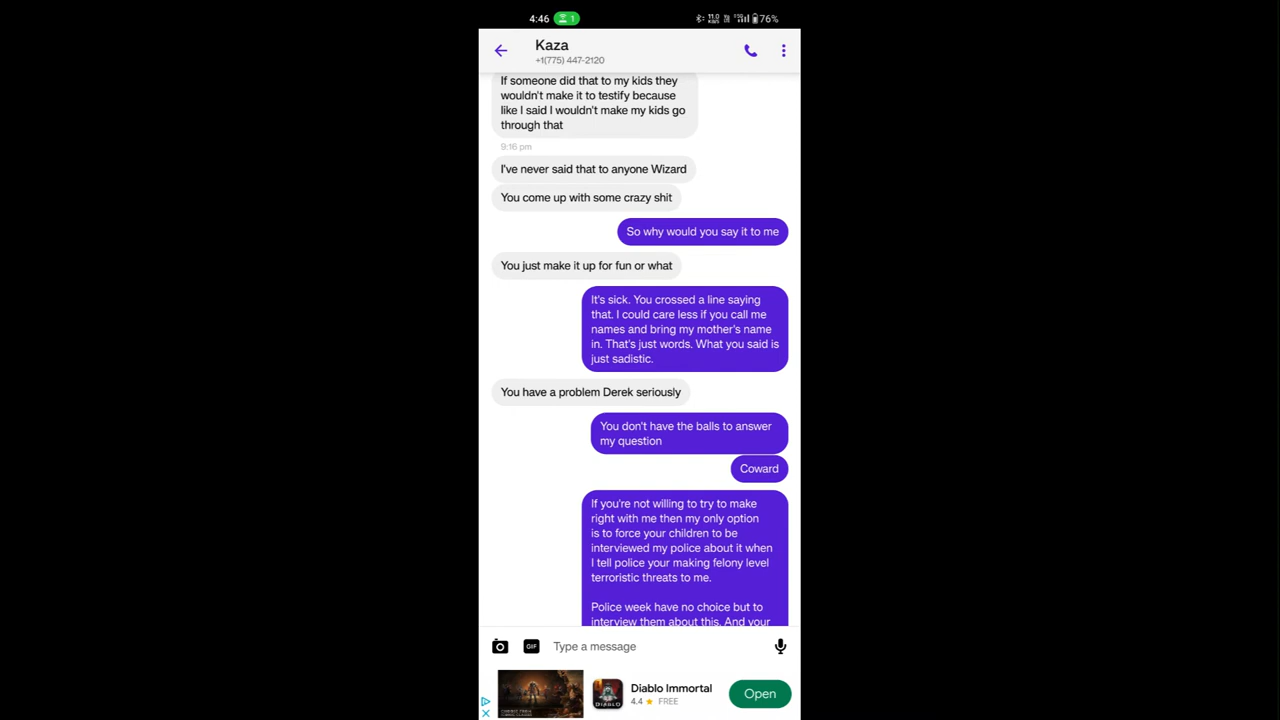 4:46 1 76%
Kaza
+1(775) 447-2120
If someone did that to my kids they
wouldn't make it to testify because
like I said I wouldn't make my kids go
through that
9:16 pm
I've never said that to anyone Wizard
You come up with some crazy shit
So why would you say it to me
You just make it up for fun or what
It's sick. You crossed a line saying
that. I could care less if you call me
names and bring my mother's name
in. That's just words. What you said is
just sadistic.
You have a problem Derek seriously
You don't have the balls to answer
my question
Coward
If you're not willing to try to make
right with me then my only option
is to force your children to be
interviewed my police about it when
I tell police your making felony level
terroristic threats to me.
Police week have no choice but to
interview them about this. And your
GIF Type a message
Diablo Immortal
4.4 ★ FREE
Open
DIABLO